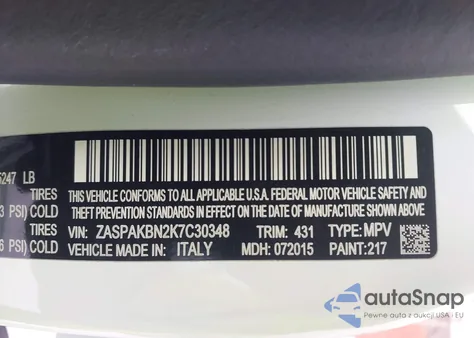 6247 LB
TIRES
3 PSI) COLD
TIRES
6 PSI) COLD
THIS VEHICLE CONFORMS TO ALL APPLICABLE U.S.A. FEDERAL MOTOR VEHICLE SAFETY AND
THEFT PREVENTION STANDARDS IN EFFECT ON THE DATE OF MANUFACTURE SHOWN ABOVE.
VIN: ZASPAKBN2K7C30348 TRIM: 431 TYPE: MPV
VEHICLE MADE IN: ITALY MDH: 072015 PAINT: 217
autoSnap
Pewne auta z aukcji USA i EU